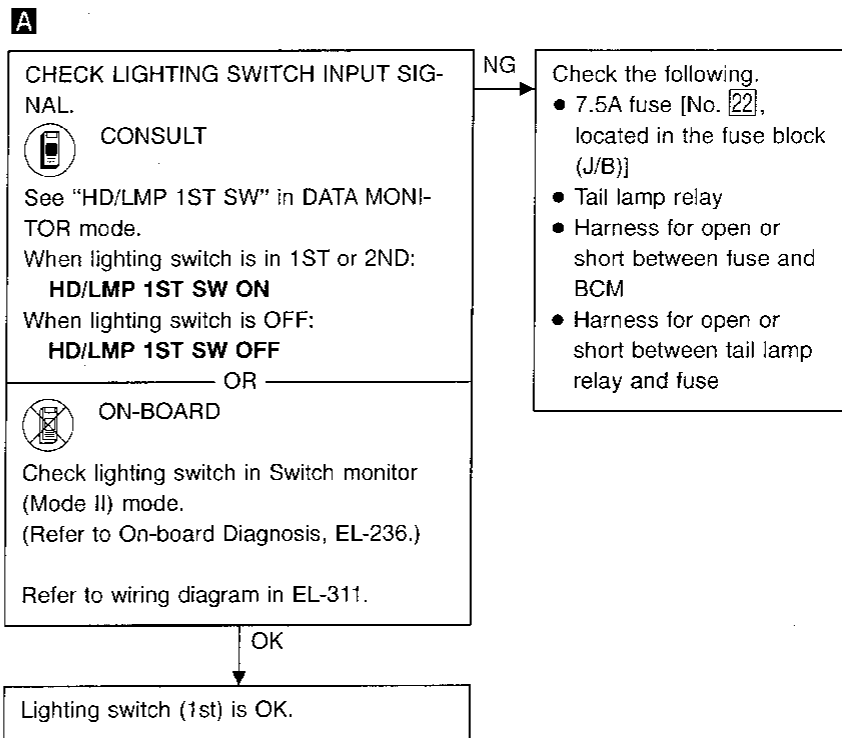 A
CHECK LIGHTING SWITCH INPUT SIG-
NAL.
CONSULT
See "HD/LMP 1ST SW" in DATA MONI-
TOR mode.
When lighting switch is in 1ST or 2ND:
HD/LMP 1ST SW ON
When lighting switch is OFF:
HD/LMP 1ST SW OFF
OR
ON-BOARD
Check lighting switch in Switch monitor
(Mode II) mode.
(Refer to On-board Diagnosis, EL-236.)
Refer to wiring diagram in EL-311.
NG
Check the following.
● 7.5A fuse [No. 22,
located in the fuse block
(J/B)]
● Tail lamp relay
● Harness for open or
short between fuse and
BCM
● Harness for open or
short between tail lamp
relay and fuse
OK
Lighting switch (1st) is OK.